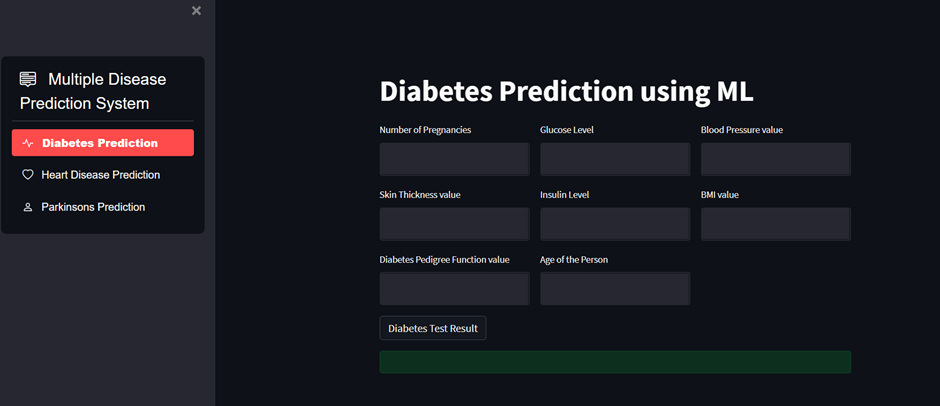 Multiple Disease
Prediction System
Diabetes Prediction
Heart Disease Prediction
Parkinsons Prediction
Diabetes Prediction using ML
Number of Pregnancies
Glucose Level
Blood Pressure value
Skin Thickness value
Insulin Level
BMI value
Diabetes Pedigree Function value
Age of the Person
Diabetes Test Result